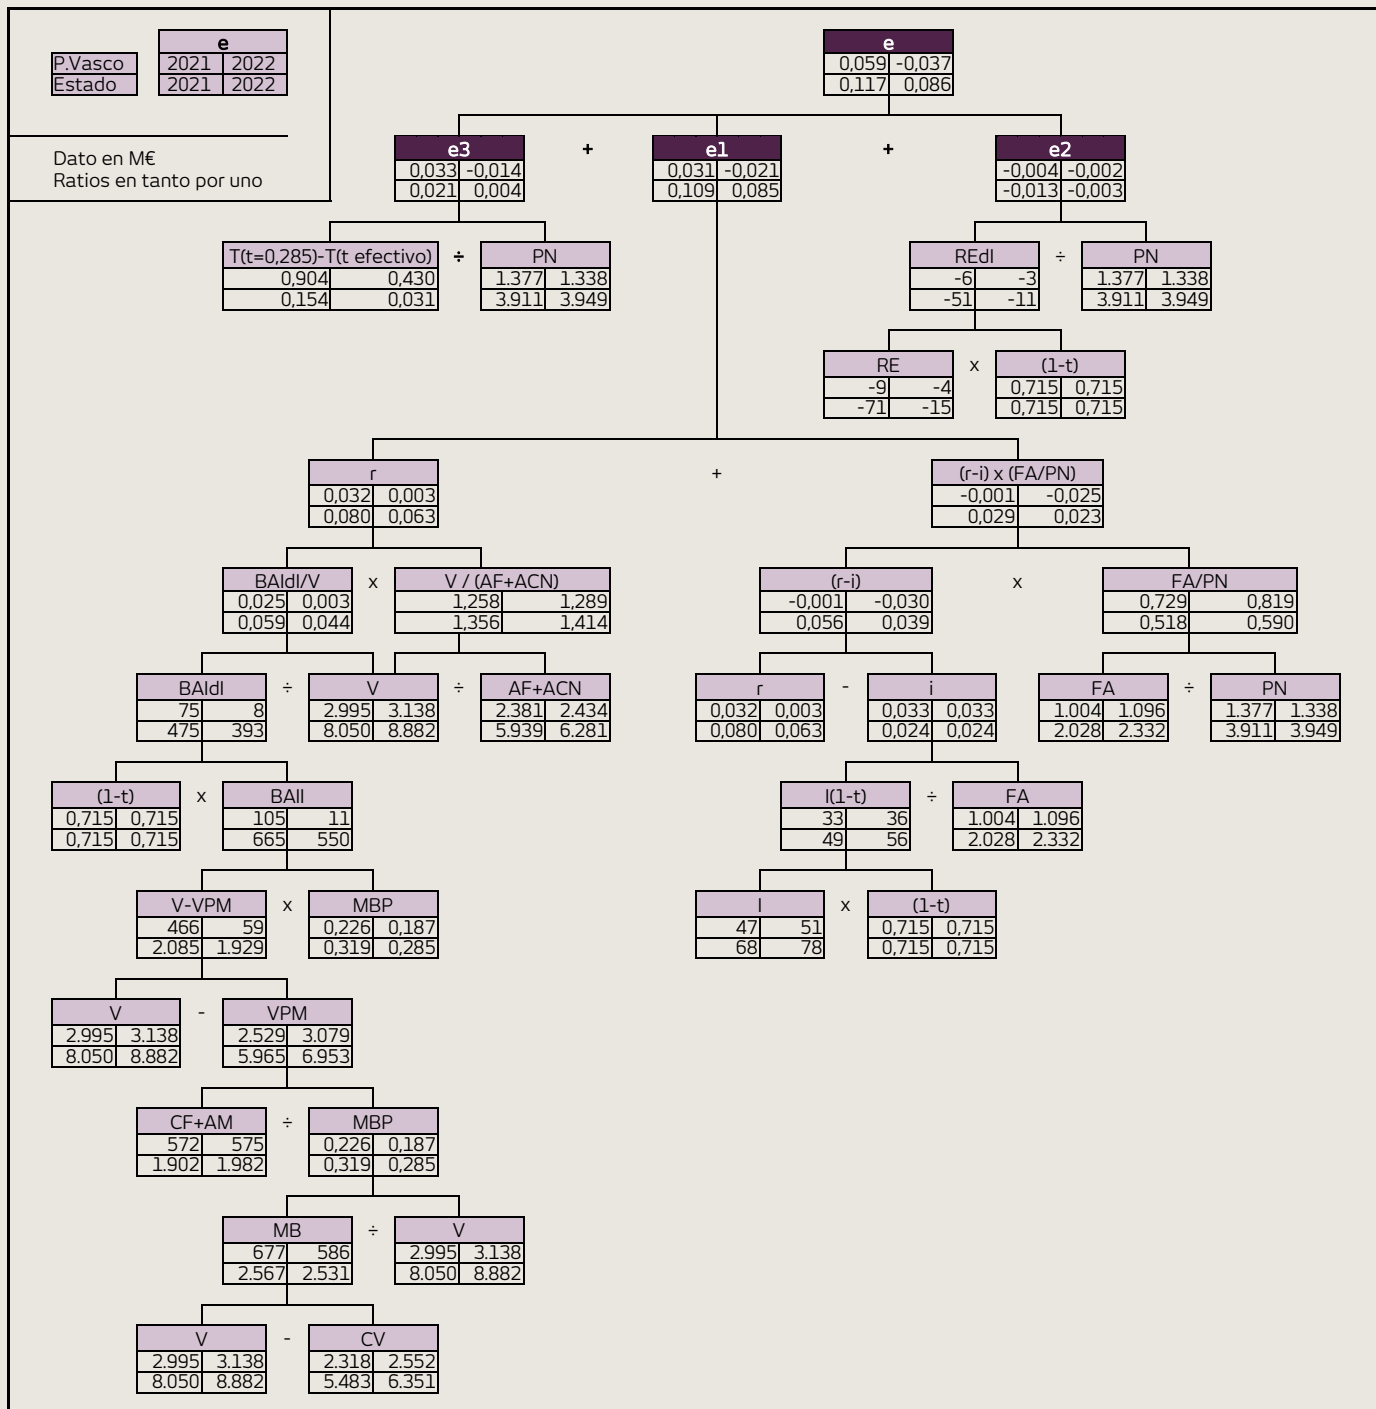 e
P.Vasco 2021 2022
Estado 2021 2022
Dato en M€
Ratios en tanto por uno
e
0,059 -0,037
0,117 0,086
e3 + e1 + e2
0,033 -0,014 0,031 -0,021 -0,004 -0,002
0,021 0,004 0,109 0,085 -0,013 -0,003
T(t=0,285)-T(t efectivo) ÷ PN REdI ÷ PN
0,904 0,430 1.377 1.338 -6 -3 1.377 1.338
0,154 0,031 3.911 3.949 -51 -11 3.911 3.949
RE x (1-t)
-9 -4 0,715 0,715
-71 -15 0,715 0,715
r + (r-i) x (FA/PN)
0,032 0,003 -0,001 -0,025
0,080 0,063 0,029 0,023
BAIdI/V x V / (AF+ACN) (r-i) x FA/PN
0,025 0,003 1,258 1,289 -0,001 -0,030 0,729 0,819
0,059 0,044 1,356 1,414 0,056 0,039 0,518 0,590
BAIdI ÷ V ÷ AF+ACN r - i FA ÷ PN
75 8 2.995 3.138 2.381 2.434 0,032 0,003 0,033 0,033 1.004 1.096 1.377 1.338
475 393 8.050 8.882 5.939 6.281 0,080 0,063 0,024 0,024 2.028 2.332 3.911 3.949
(1-t) x BAII I(1-t) ÷ FA
0,715 0,715 105 11 33 36 1.004 1.096
0,715 0,715 665 550 49 56 2.028 2.332
V-VPM x MBP I x (1-t)
466 59 0,226 0,187 47 51 0,715 0,715
2.085 1.929 0,319 0,285 68 78 0,715 0,715
V - VPM
2.995 3.138 2.529 3.079
8.050 8.882 5.965 6.953
CF+AM ÷ MBP
572 575 0,226 0,187
1.902 1.982 0,319 0,285
MB ÷ V
677 586 2.995 3.138
2.567 2.531 8.050 8.882
V - CV
2.995 3.138 2.318 2.552
8.050 8.882 5.483 6.351